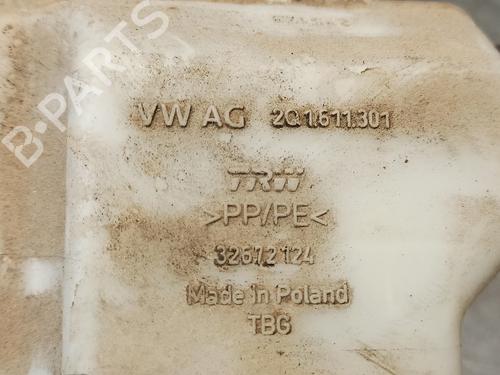 B-PARTS
VW AG 2Q1.611.301
TRW
>PP/PE<
32672124
Made in Poland
TBG